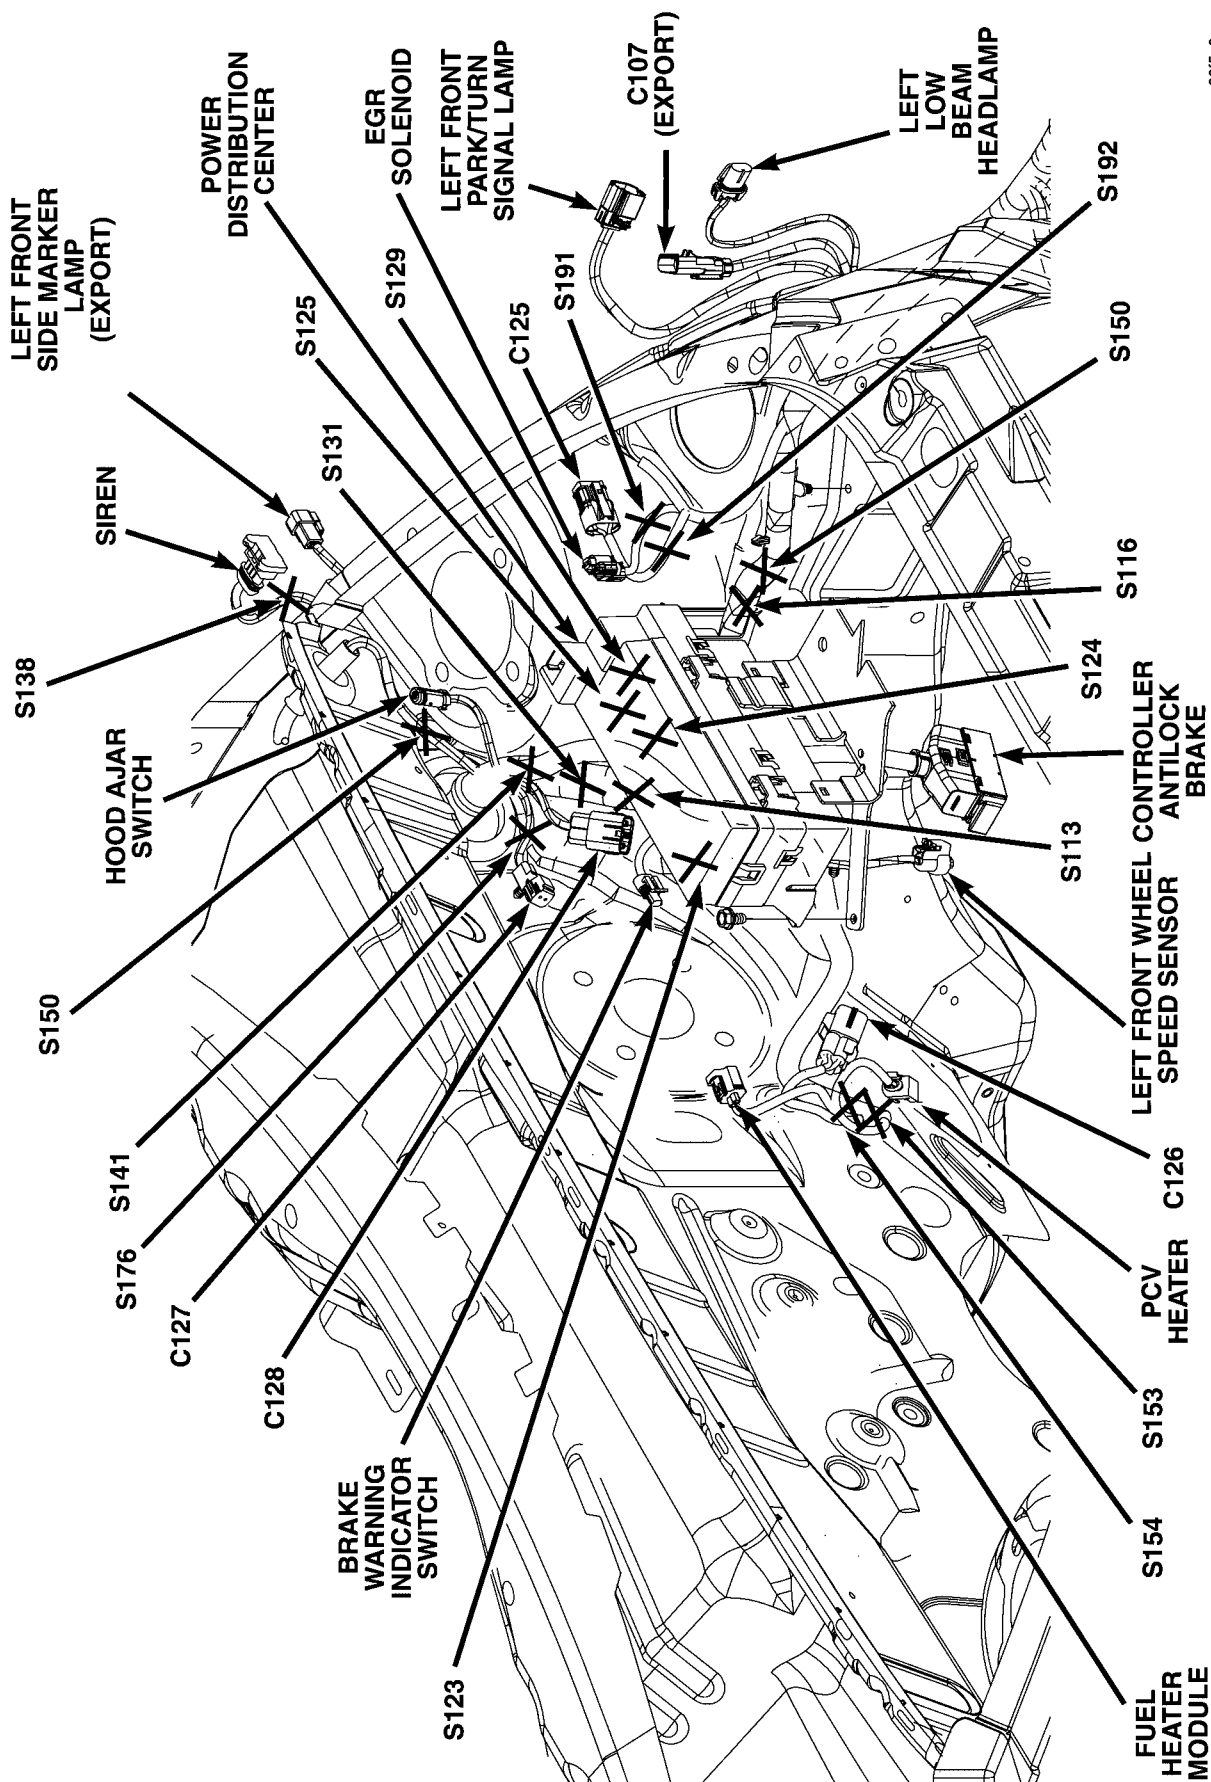 LEFT FRONT
SIDE MARKER
LAMP
(EXPORT)
SIREN
S138
HOOD AJAR
SWITCH
S150
S141
S176
C127
C128
BRAKE
WARNING
INDICATOR
SWITCH
S123
POWER
DISTRIBUTION
CENTER
S125
S131
EGR
SOLENOID
S129
LEFT FRONT
PARK/TURN
SIGNAL LAMP
C125
S191
C107
(EXPORT)
LEFT
LOW
BEAM
HEADLAMP
S192
S150
S116
S124
LEFT FRONT WHEEL CONTROLLER
SPEED SENSOR
ANTILOCK
BRAKE
S113
C126
PCV
HEATER
S153
S154
FUEL
HEATER
MODULE